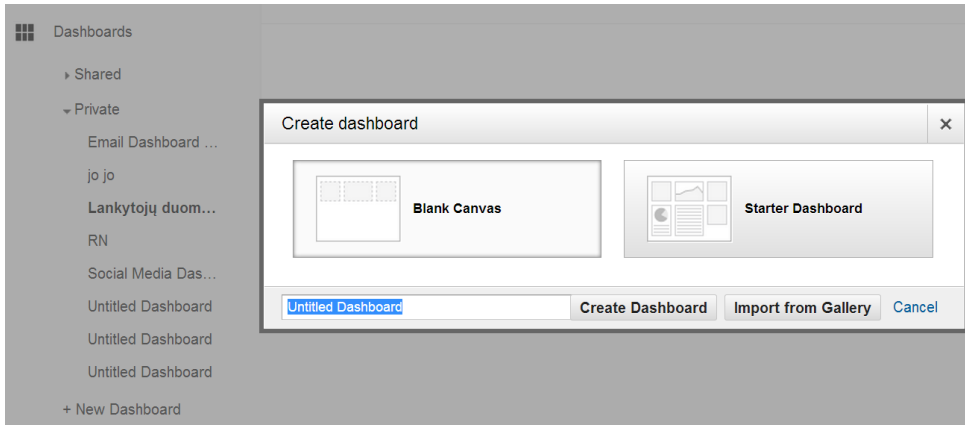 Dashboards
Shared
Private
Email Dashboard ...
jo jo
Lankytojų duom...
RN
Social Media Das...
Untitled Dashboard
Untitled Dashboard
Untitled Dashboard
+ New Dashboard
Create dashboard
Blank Canvas
Starter Dashboard
Untitled Dashboard
Create Dashboard
Import from Gallery
Cancel